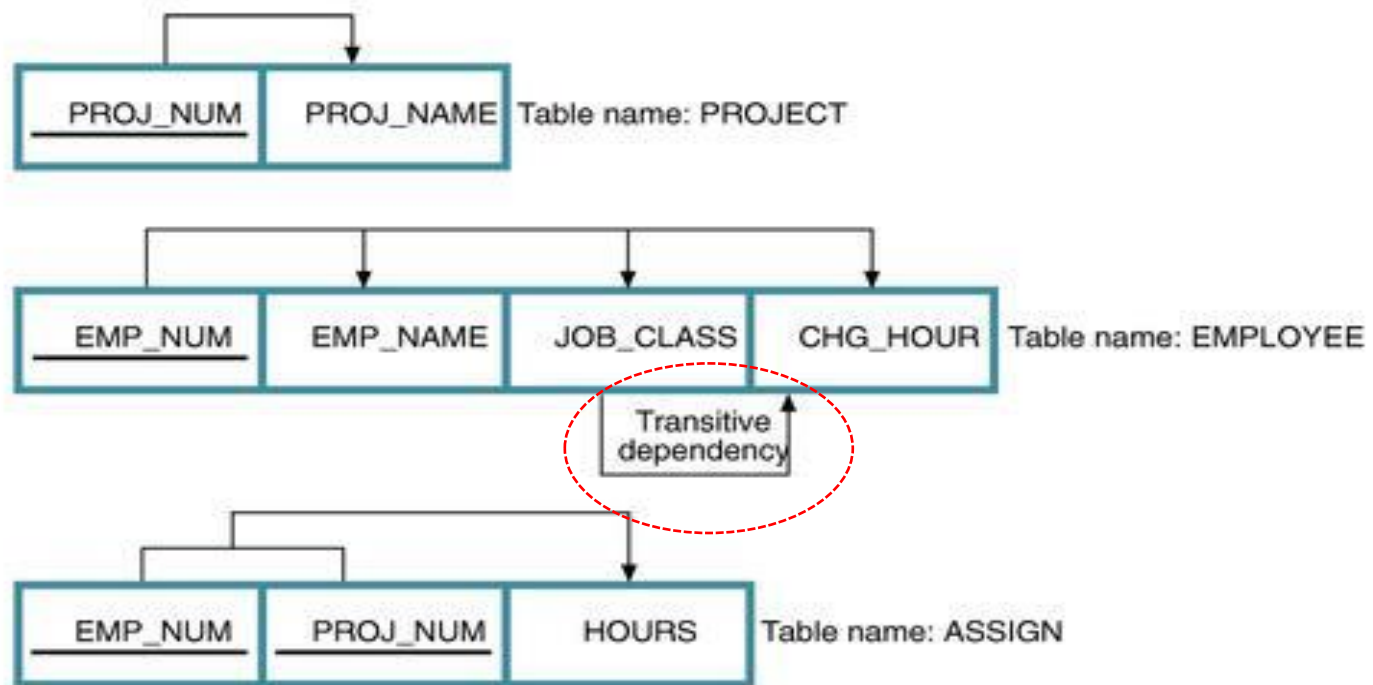 PROJ_NUM PROJ_NAME Table name: PROJECT
EMP_NUM EMP_NAME JOB_CLASS CHG_HOUR Table name: EMPLOYEE
Transitive
dependency
EMP_NUM PROJ_NUM HOURS Table name: ASSIGN